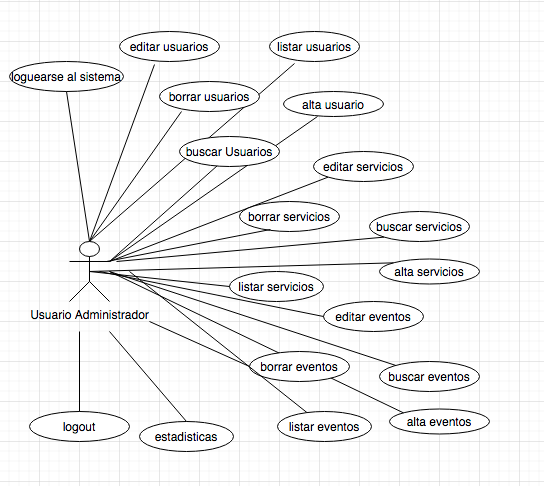 editar usuarios
listar usuarios
loguearse al sistema
borrar usuarios
alta usuario
buscar Usuarios
editar servicios
borrar servicios
buscar servicios
alta servicios
listar servicios
Usuario Administrador
editar eventos
borrar eventos
buscar eventos
logout
estadisticas
listar eventos
alta eventos